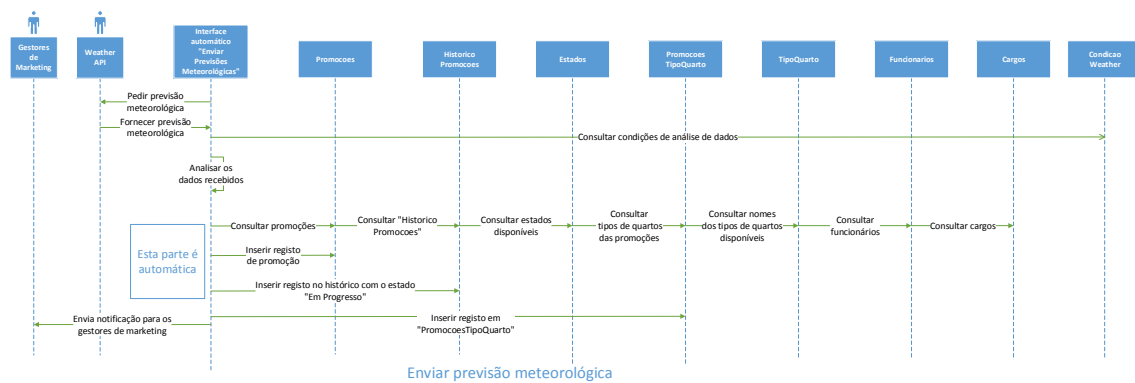 Gestores
de
Marketing
Weather
API
Interface
automático
"Enviar
Previsões
Meteorológicas"
Promocoes
Historico
Promocoes
Estados
Promocoes
TipoQuarto
TipoQuarto
Funcionarios
Cargos
Condicao
Weather
Pedir previsão
meteorológica
Fornecer previsão
meteorológica
Consultar condições de análise de dados
Analisar os
dados recebidos
Consultar promoções
Consultar "Historico
Promocoes"
Consultar estados
disponíveis
Consultar
tipos de quartos
das promoções
Consultar nomes
dos tipos de quartos
disponíveis
Consultar
funcionários
Consultar cargos
Esta parte é
automática
Inserir registo
de promoção
Inserir registo no histórico com o estado
"Em Progresso"
Envia notificação para os
gestores de marketing
Inserir registo em
"PromocoesTipoQuarto"
Enviar previsão meteorológica